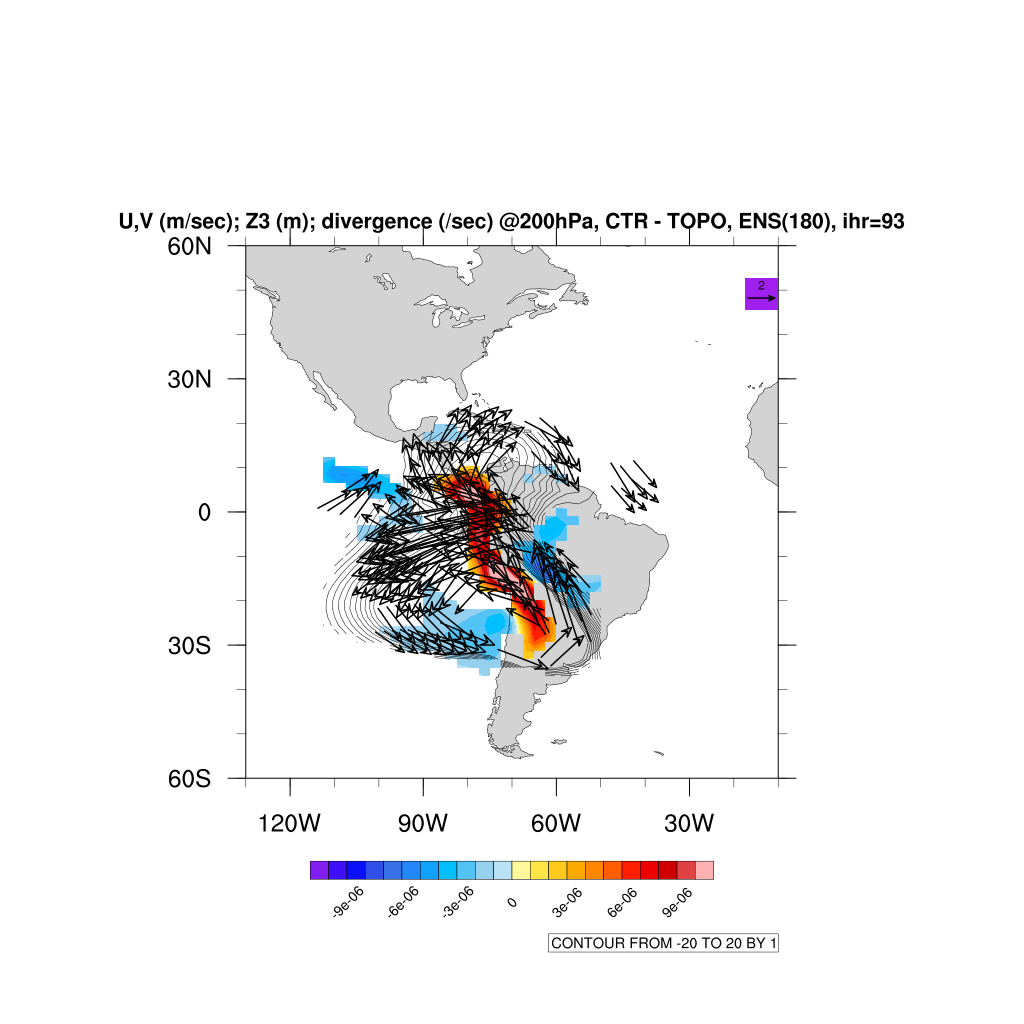 U,V (m/sec); Z3 (m); divergence (/sec) @200hPa, CTR - TOPO, ENS(180), ihr=93
60N
2
30N
0
30S
60S
120W 90W 60W 30W
-9e-06 -6e-06 -3e-06 0 3e-06 6e-06 9e-06
CONTOUR FROM -20 TO 20 BY 1